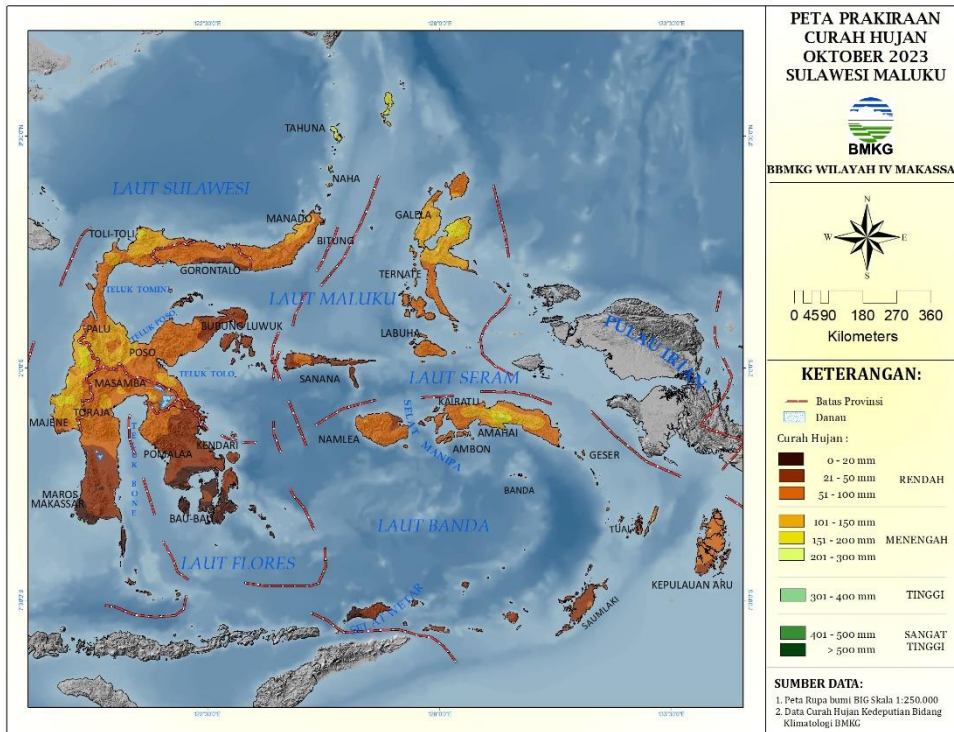 PETA PRAKIRAAN
CURAH HUJAN
OKTOBER 2023
SULAWESI MALUKU
BMKG
BBMKG WILAYAH IV MAKASSA
N
W
E
S
0 4590 180 270 360
Kilometers
KETERANGAN:
Batas Provinsi
Danau
Curah Hujan :
0 - 20 mm
21 - 50 mm
RENDAH
51 - 100 mm
101 - 150 mm
151 - 200 mm
MENENGAH
201 - 300 mm
301 - 400 mm
TINGGI
401 - 500 mm
SANGAT
TINGGI
> 500 mm
SUMBER DATA:
1. Peta Rupa bumi BIG Skala 1:250.000
2. Data Curah Hujan Kedeputian Bidang
Klimatologi BMKG
TAHUNA
NAHA
LAUT SULAWESI
MANADO
GALELA
TOLI-TOLI
BITUNG
GORONTALO
TERNATE
TELUK TOMINI
LAUT MALUKU
TELUK POSO
BUBUNG LUWUK
PALU
PULAU IRIAN
LABUHA
POSO
TELUK TOLO
SANANA
LAUT SERAM
MASAMBA
KAIRATU
TORAJA
MAJENE
SELAT MANIPA
AMAHAI
NAMLEA
KENDARI
AMBON
POMALAA
TELUK BONE
GESER
BANDA
MAROS
MAKASSAR
BAU-BAU
LAUT BANDA
TUAL
LAUT FLORES
KEPULAUAN ARU
SELAT WETAR
SAUMLAKI